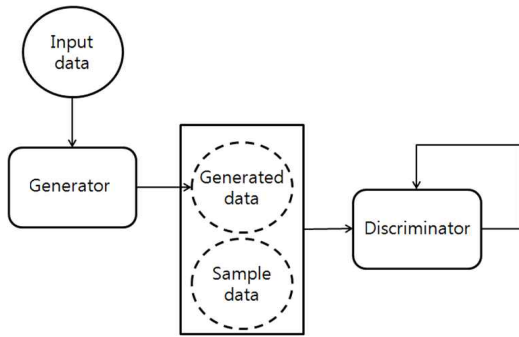 Input
data
Generator
Generated
data
Sample
data
Discriminator